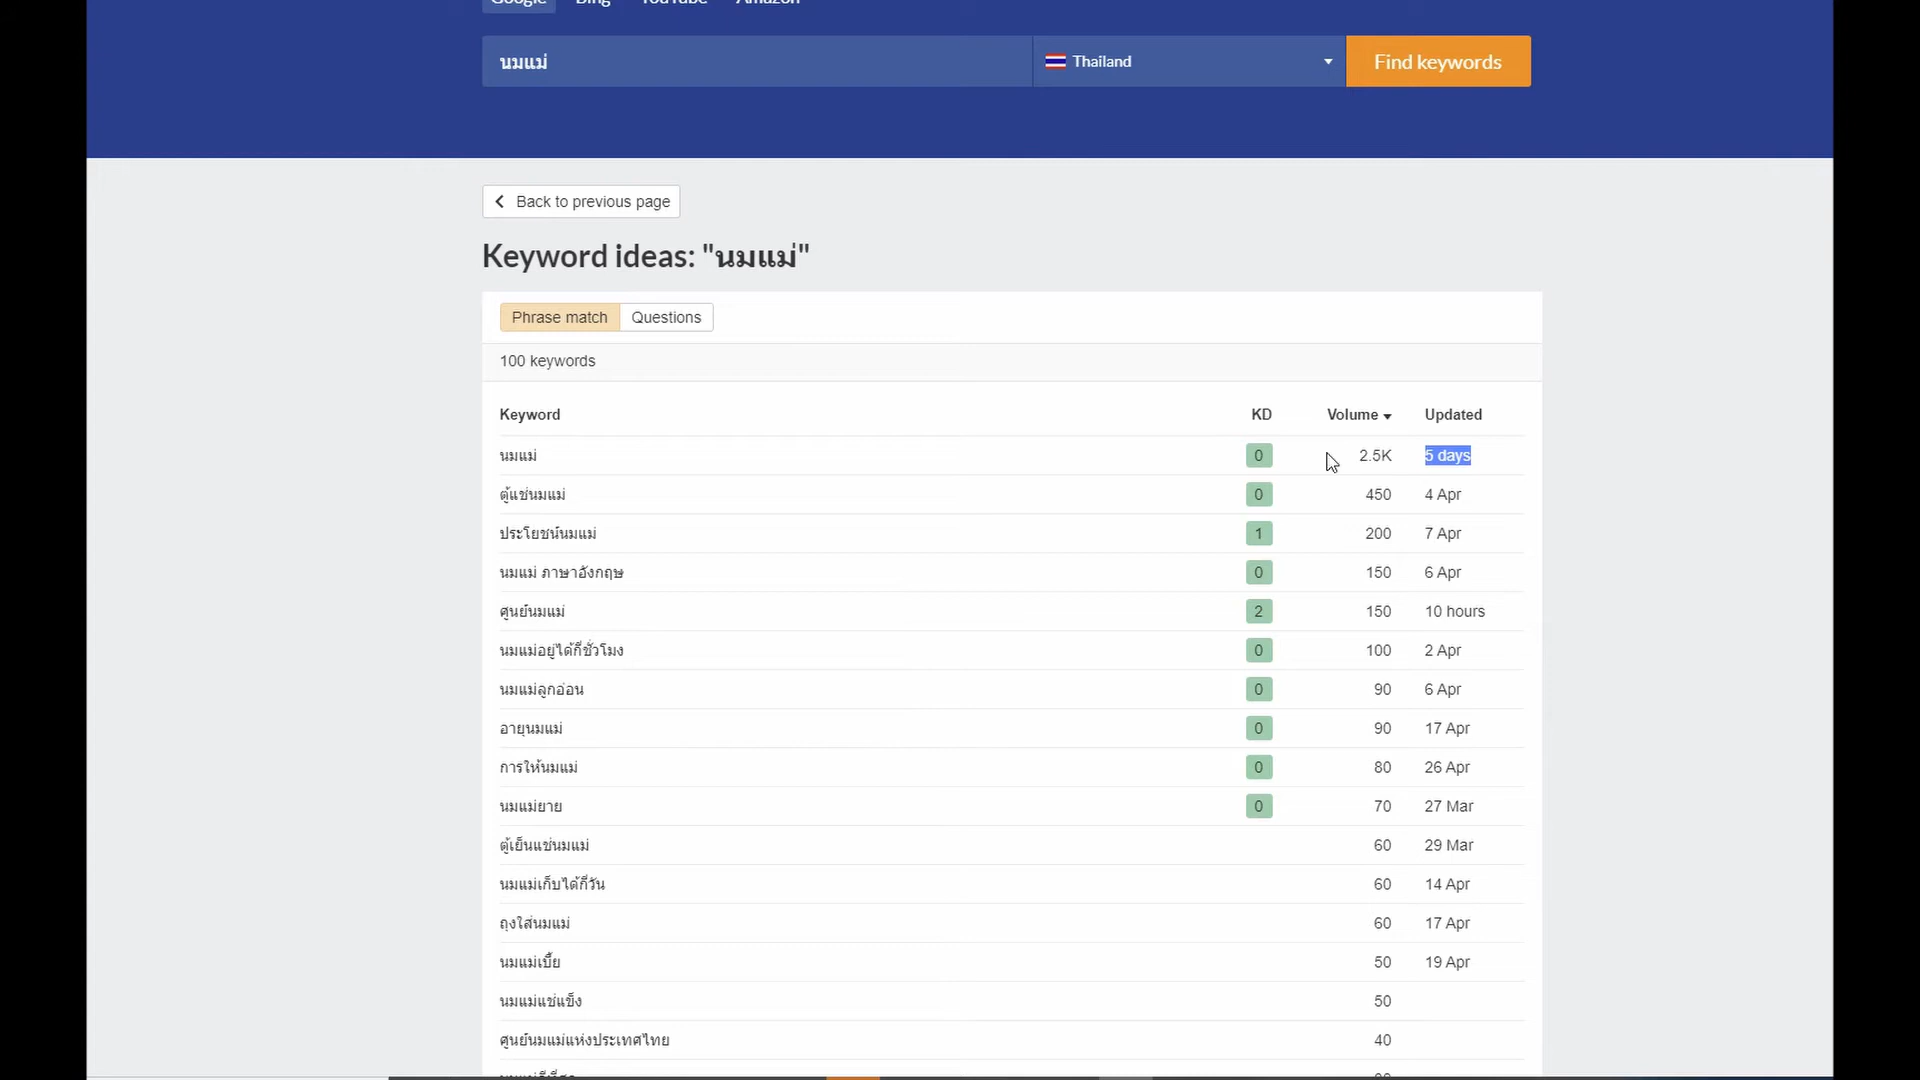 Google Bing YouTube Amazon
นมแม่ Thailand Find keywords
Back to previous page
Keyword ideas: "นมแม่"
Phrase match Questions
100 keywords
Keyword KD Volume Updated
นมแม่ 0 2.5K 5 days
ตู้แช่นมแม่ 0 450 4 Apr
ประโยชน์นมแม่ 1 200 7 Apr
นมแม่ ภาษาอังกฤษ 0 150 6 Apr
ศูนย์นมแม่ 2 150 10 hours
นมแม่อยู่ได้กี่ชั่วโมง 0 100 2 Apr
นมแม่ลูกอ่อน 0 90 6 Apr
อายุนมแม่ 0 90 17 Apr
การให้นมแม่ 0 80 26 Apr
นมแม่ยาย 0 70 27 Mar
ตู้เย็นแช่นมแม่ 60 29 Mar
นมแม่เก็บได้กี่วัน 60 14 Apr
ถุงใส่นมแม่ 60 17 Apr
นมแม่เบี้ย 50 19 Apr
นมแม่แช่แข็ง 50
ศูนย์นมแม่แห่งประเทศไทย 40